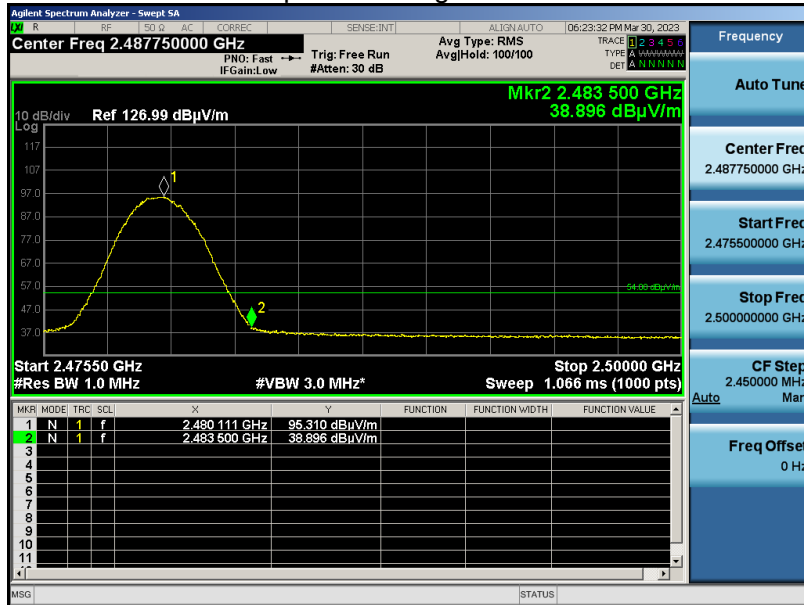 Agilent Spectrum Analyzer - Swept SA
LXI R RF 50 Ω AC CORREC SENSE:INT ALIGN AUTO 06:23:32 PM Mar 30, 2023
Center Freq 2.487750000 GHz
PNO: Fast
IFGain:Low
Trig: Free Run
#Atten: 30 dB
Avg Type: RMS
Avg|Hold: 100/100
TRACE 1 2 3 4 5 6
TYPE A
DET A N N N N N
Mkr2 2.483 500 GHz
38.896 dBµV/m
10 dB/div Ref 126.99 dBµV/m
Log
117
107
97.0
87.0
77.0
67.0
57.0
47.0
37.0
1
2
54.00 dBµV/m
Start 2.47550 GHz Stop 2.50000 GHz
#Res BW 1.0 MHz #VBW 3.0 MHz* Sweep 1.066 ms (1000 pts)
MKR MODE TRC SCL X Y FUNCTION FUNCTION WIDTH FUNCTION VALUE
1 N 1 f 2.480 111 GHz 95.310 dBµV/m
2 N 1 f 2.483 500 GHz 38.896 dBµV/m
3
4
5
6
7
8
9
10
11
MSG STATUS
Frequency
Auto Tune
Center Freq
2.487750000 GHz
Start Freq
2.475500000 GHz
Stop Freq
2.500000000 GHz
CF Step
2.450000 MHz
Auto Man
Freq Offset
0 Hz